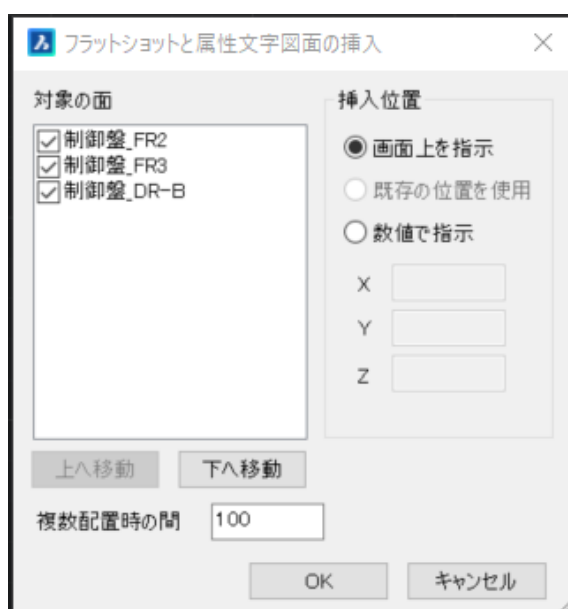 フラットショットと属性文字図面の挿入
対象の面
制御盤_FR2
制御盤_FR3
制御盤_DR-B
上へ移動
下へ移動
複数配置時の間
100
挿入位置
画面上を指示
既存の位置を使用
数値で指示
X
Y
Z
OK
キャンセル